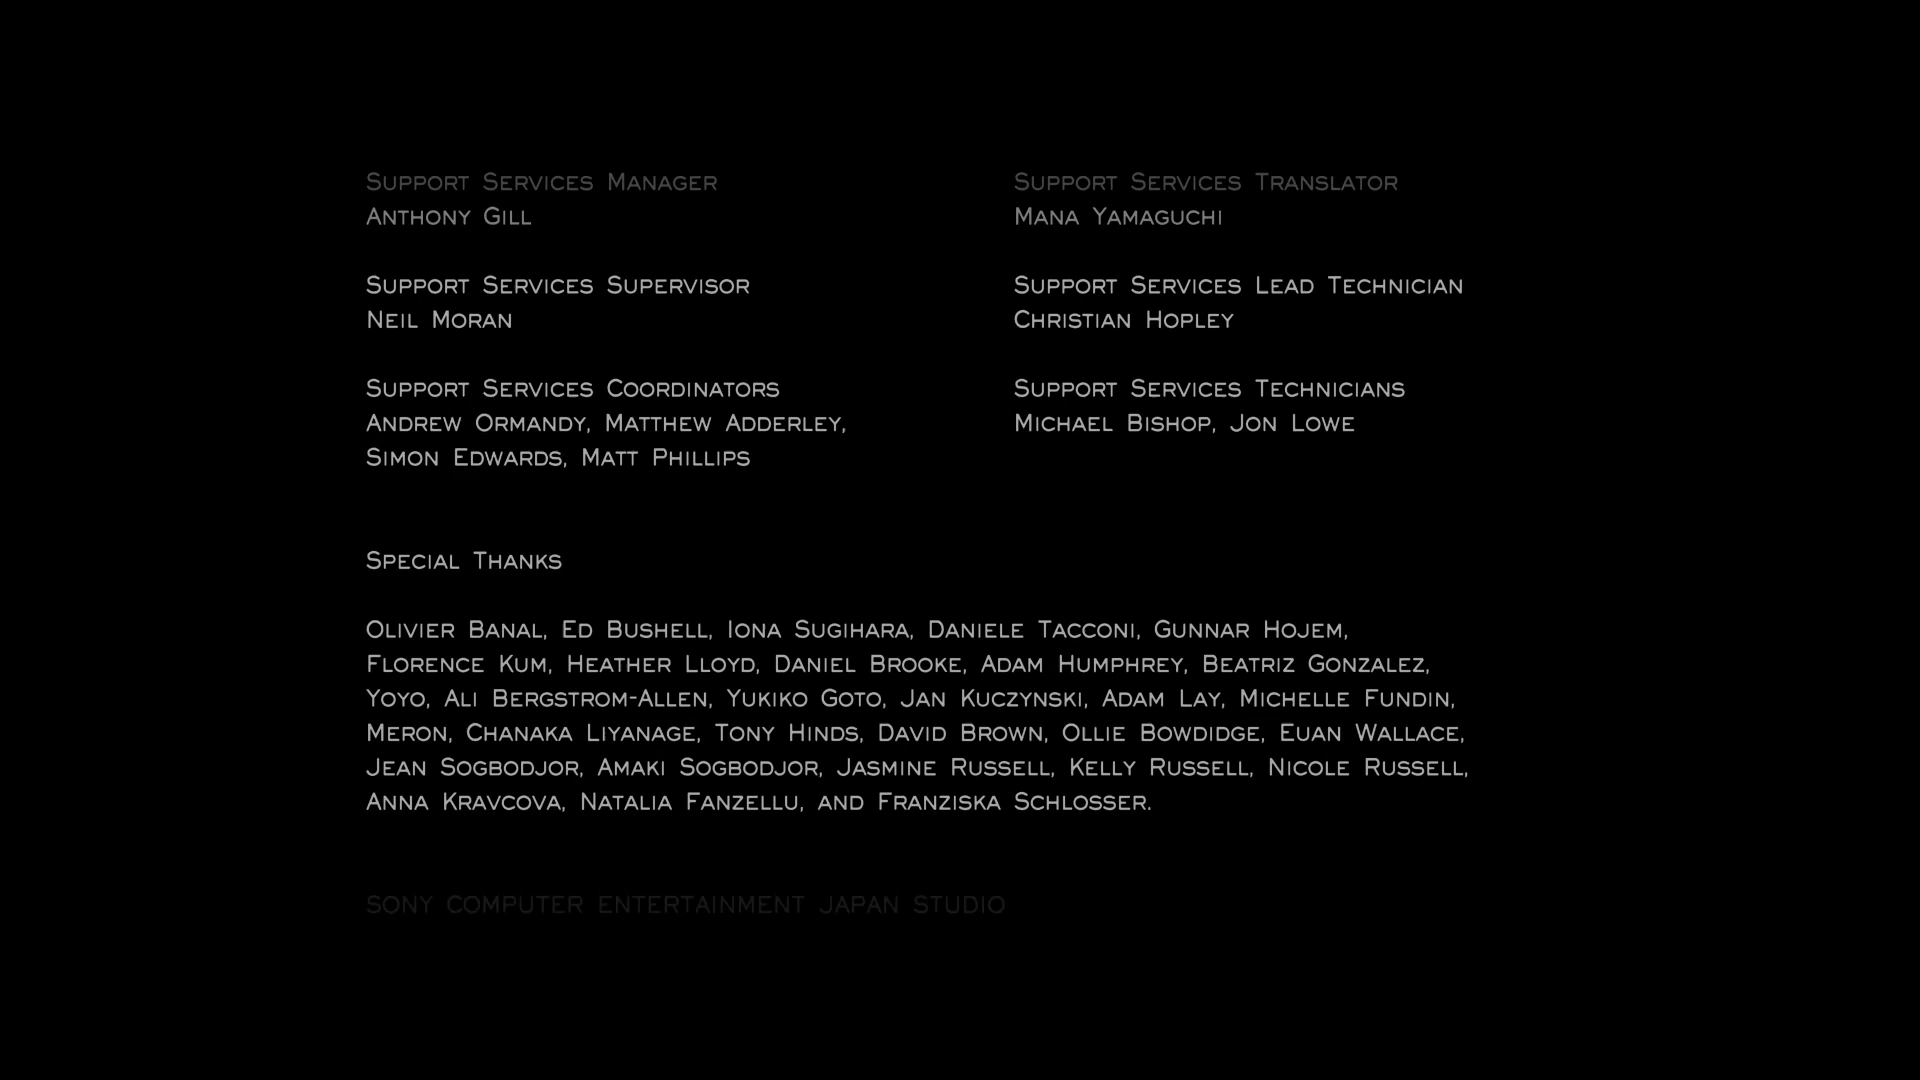 Support Services Manager
Anthony Gill
Support Services Translator
Mana Yamaguchi
Support Services Supervisor
Neil Moran
Support Services Lead Technician
Christian Hopley
Support Services Coordinators
Andrew Ormandy, Matthew Adderley,
Simon Edwards, Matt Phillips
Support Services Technicians
Michael Bishop, Jon Lowe
Special Thanks
Olivier Banal, Ed Bushell, Iona Sugihara, Daniele Tacconi, Gunnar Hojem,
Florence Kum, Heather Lloyd, Daniel Brooke, Adam Humphrey, Beatriz Gonzalez,
Yoyo, Ali Bergstrom-Allen, Yukiko Goto, Jan Kuczynski, Adam Lay, Michelle Fundin,
Meron, Chanaka Liyanage, Tony Hinds, David Brown, Ollie Bowdidge, Euan Wallace,
Jean Sogbodjor, Amaki Sogbodjor, Jasmine Russell, Kelly Russell, Nicole Russell,
Anna Kravcova, Natalia Fanzellu, and Franziska Schlosser.
SONY COMPUTER ENTERTAINMENT JAPAN STUDIO